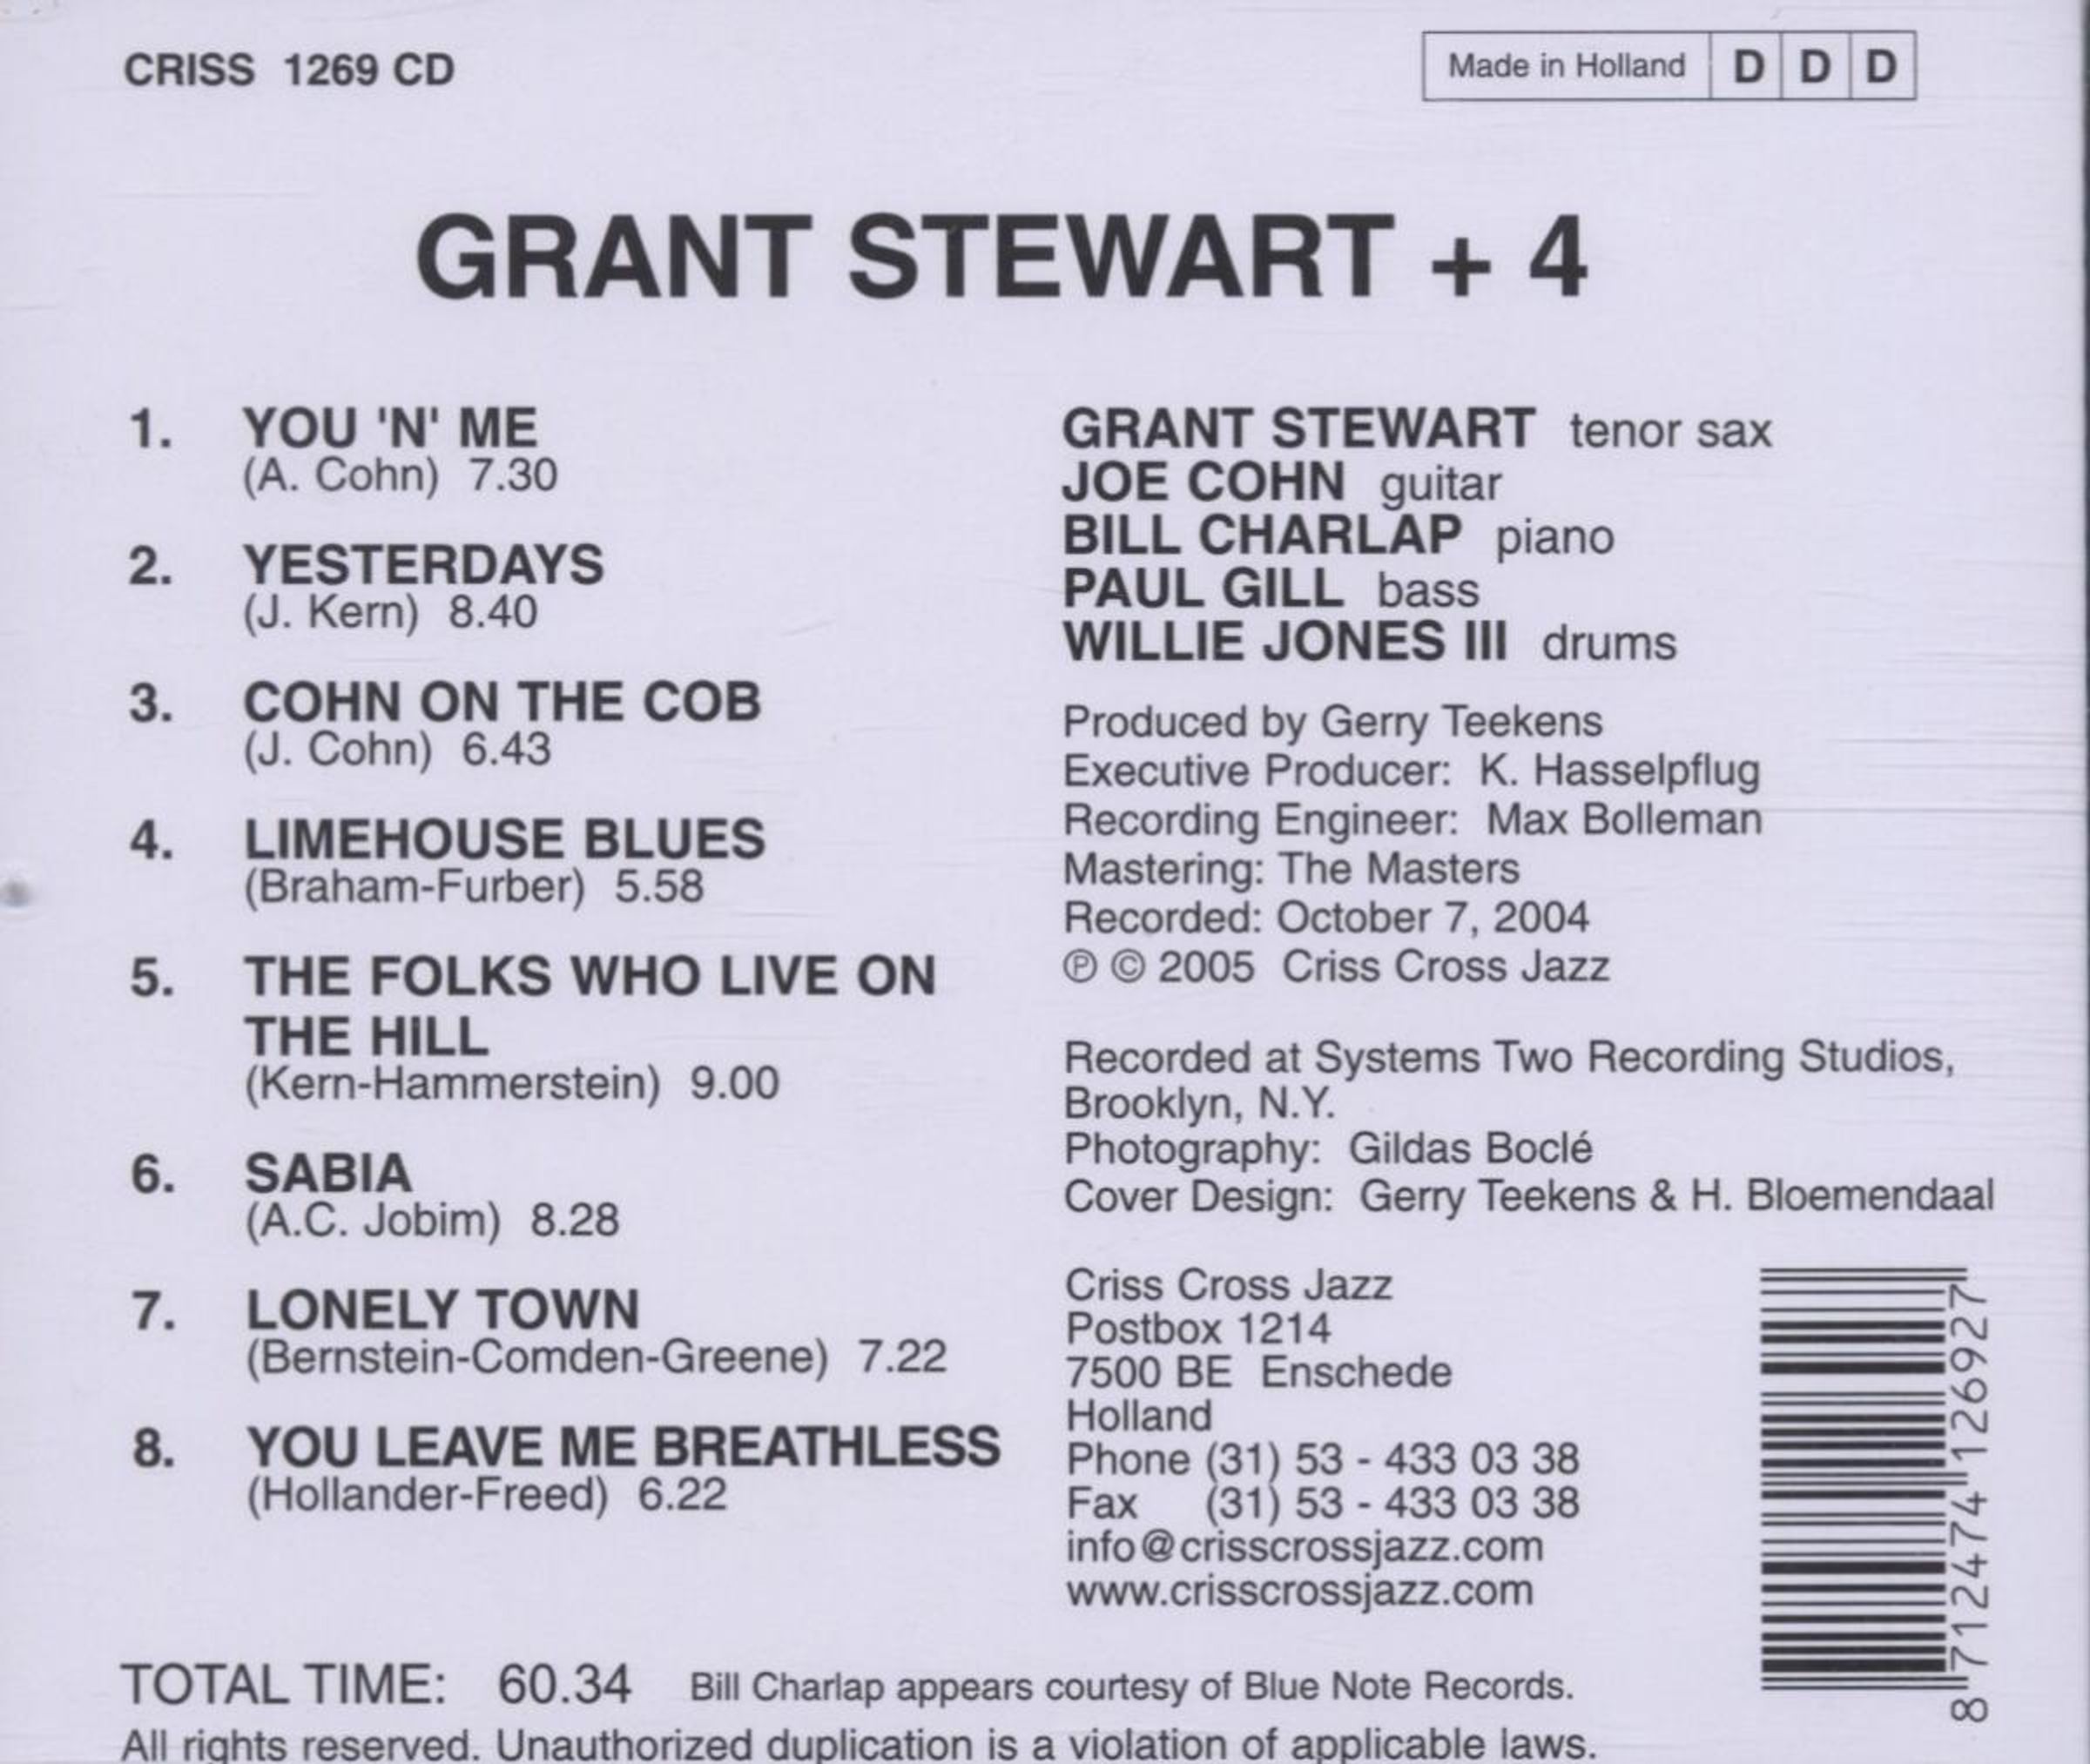 CRISS 1269 CD
Made in Holland D D D
GRANT STEWART + 4
1. YOU 'N' ME
(A. Cohn) 7.30
2. YESTERDAYS
(J. Kern) 8.40
3. COHN ON THE COB
(J. Cohn) 6.43
4. LIMEHOUSE BLUES
(Braham-Furber) 5.58
5. THE FOLKS WHO LIVE ON
THE HILL
(Kern-Hammerstein) 9.00
6. SABIA
(A.C. Jobim) 8.28
7. LONELY TOWN
(Bernstein-Comden-Greene) 7.22
8. YOU LEAVE ME BREATHLESS
(Hollander-Freed) 6.22
GRANT STEWART tenor sax
JOE COHN guitar
BILL CHARLAP piano
PAUL GILL bass
WILLIE JONES III drums
Produced by Gerry Teekens
Executive Producer: K. Hasselpflug
Recording Engineer: Max Bolleman
Mastering: The Masters
Recorded: October 7, 2004
℗ © 2005 Criss Cross Jazz
Recorded at Systems Two Recording Studios,
Brooklyn, N.Y.
Photography: Gildas Boclé
Cover Design: Gerry Teekens & H. Bloemendaal
Criss Cross Jazz
Postbox 1214
7500 BE Enschede
Holland
Phone (31) 53 - 433 03 38
Fax (31) 53 - 433 03 38
info@crisscrossjazz.com
www.crisscrossjazz.com
8 712474 126927
TOTAL TIME: 60.34 Bill Charlap appears courtesy of Blue Note Records.
All rights reserved. Unauthorized duplication is a violation of applicable laws.